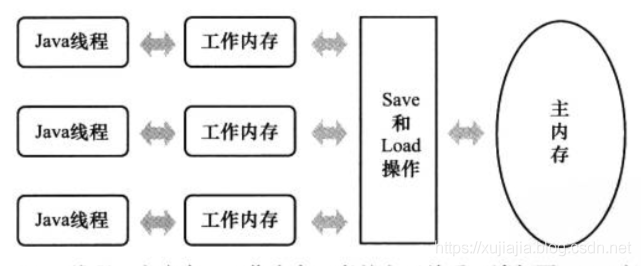 Java线程 工作内存
Save
和
Load
操作
主
内
存
Java线程 工作内存
Java线程 工作内存
https://xujiajia.blog.csdn.net